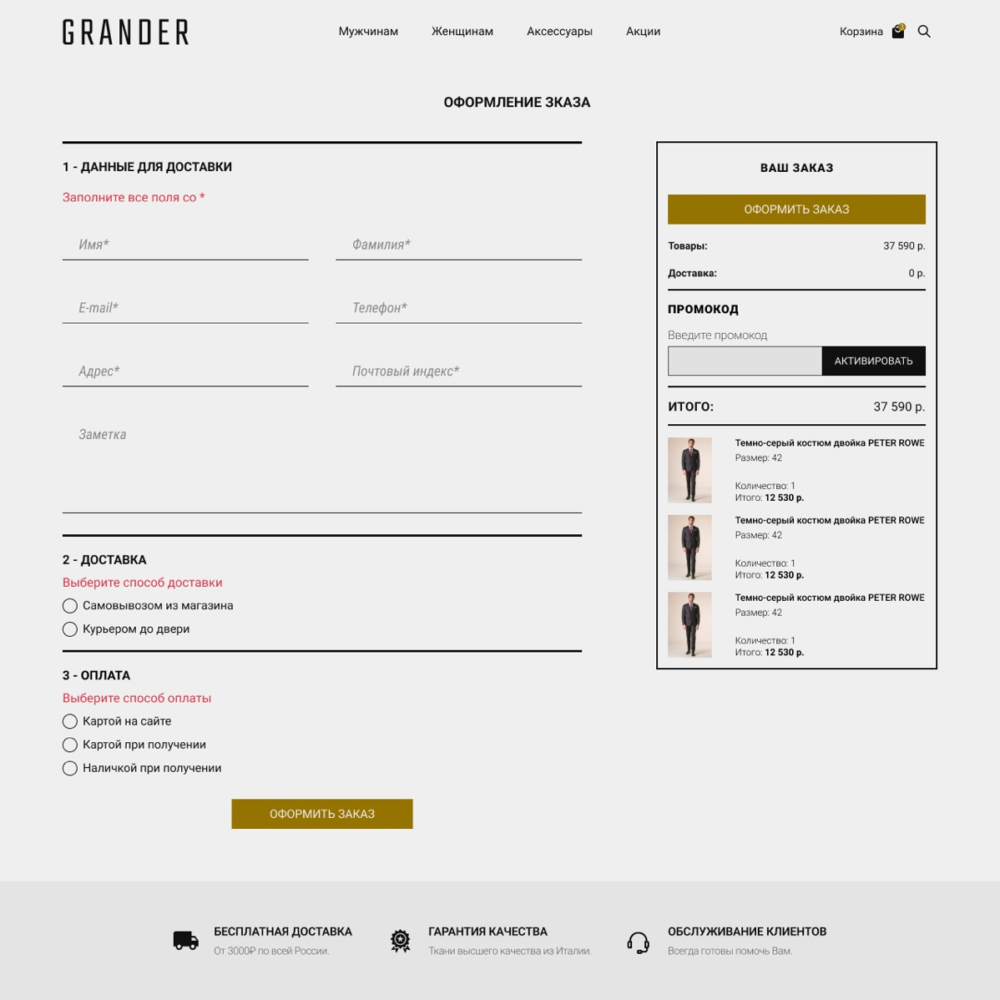 GRANDER
Мужчинам Женщинам Аксессуары Акции
Корзина 3
ОФОРМЛЕНИЕ ЗКАЗА
1 - ДАННЫЕ ДЛЯ ДОСТАВКИ
Заполните все поля со *
Имя* Фамилия*
E-mail* Телефон*
Адрес* Почтовый индекс*
Заметка
2 - ДОСТАВКА
Выберите способ доставки
Самовывозом из магазина
Курьером до двери
3 - ОПЛАТА
Выберите способ оплаты
Картой на сайте
Картой при получении
Наличкой при получении
ОФОРМИТЬ ЗАКАЗ
ВАШ ЗАКАЗ
ОФОРМИТЬ ЗАКАЗ
Товары: 37 590 р.
Доставка: 0 р.
ПРОМОКОД
Введите промокод
АКТИВИРОВАТЬ
ИТОГО: 37 590 р.
Темно-серый костюм двойка PETER ROWE
Размер: 42
Количество: 1
Итого: 12 530 р.
Темно-серый костюм двойка PETER ROWE
Размер: 42
Количество: 1
Итого: 12 530 р.
Темно-серый костюм двойка PETER ROWE
Размер: 42
Количество: 1
Итого: 12 530 р.
БЕСПЛАТНАЯ ДОСТАВКА
От 3000₽ по всей России.
ГАРАНТИЯ КАЧЕСТВА
Ткани высшего качества из Италии.
ОБСЛУЖИВАНИЕ КЛИЕНТОВ
Всегда готовы помочь Вам.